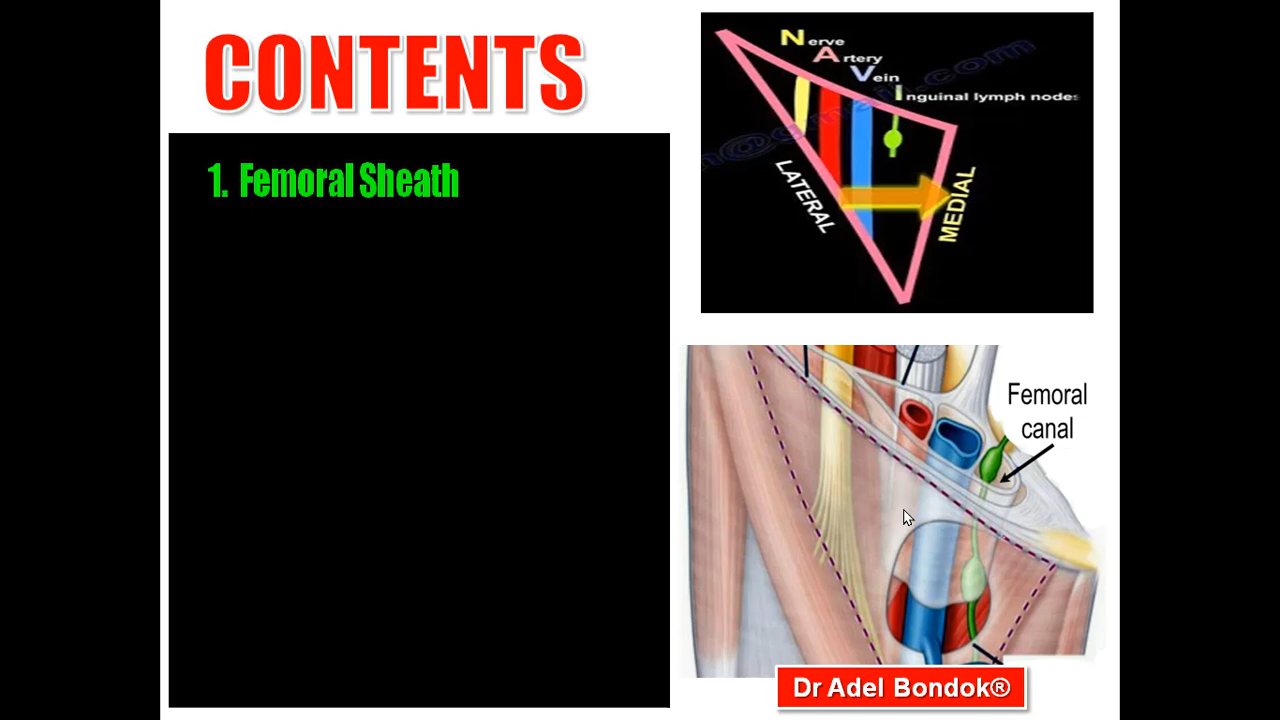 CONTENTS
1. Femoral Sheath
Nerve
Artery
Vein
Inguinal lymph nodes
LATERAL
MEDIAL
Femoral
canal
Dr Adel Bondok®